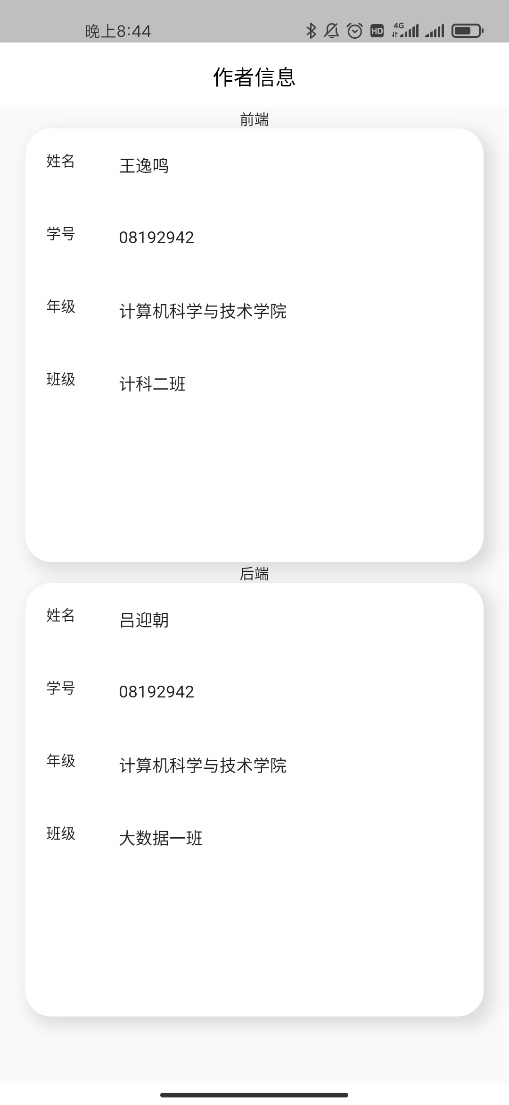 晚上8:44
HD
4G
作者信息
前端
姓名 王逸鸣
学号 08192942
年级 计算机科学与技术学院
班级 计科二班
后端
姓名 吕迎朝
学号 08192942
年级 计算机科学与技术学院
班级 大数据一班